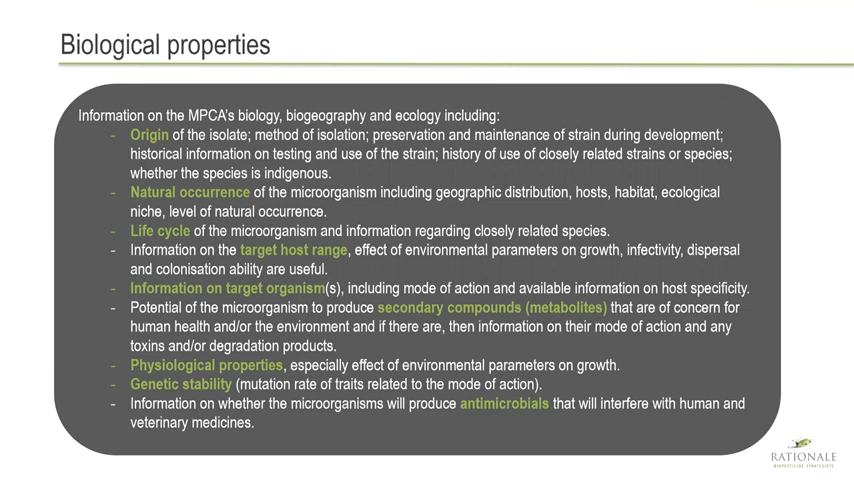 Biological properties
Information on the MPCA's biology, biogeography and ecology including:
- Origin of the isolate; method of isolation; preservation and maintenance of strain during development;
historical information on testing and use of the strain; history of use of closely related strains or species;
whether the species is indigenous.
- Natural occurrence of the microorganism including geographic distribution, hosts, habitat, ecological
niche, level of natural occurrence.
- Life cycle of the microorganism and information regarding closely related species.
- Information on the target host range, effect of environmental parameters on growth, infectivity, dispersal
and colonisation ability are useful.
- Information on target organism(s), including mode of action and available information on host specificity.
- Potential of the microorganism to produce secondary compounds (metabolites) that are of concern for
human health and/or the environment and if there are, then information on their mode of action and any
toxins and/or degradation products.
- Physiological properties, especially effect of environmental parameters on growth.
- Genetic stability (mutation rate of traits related to the mode of action).
- Information on whether the microorganisms will produce antimicrobials that will interfere with human and
veterinary medicines.
RATIONALE
BIOPESTICIDE STRATEGISTS